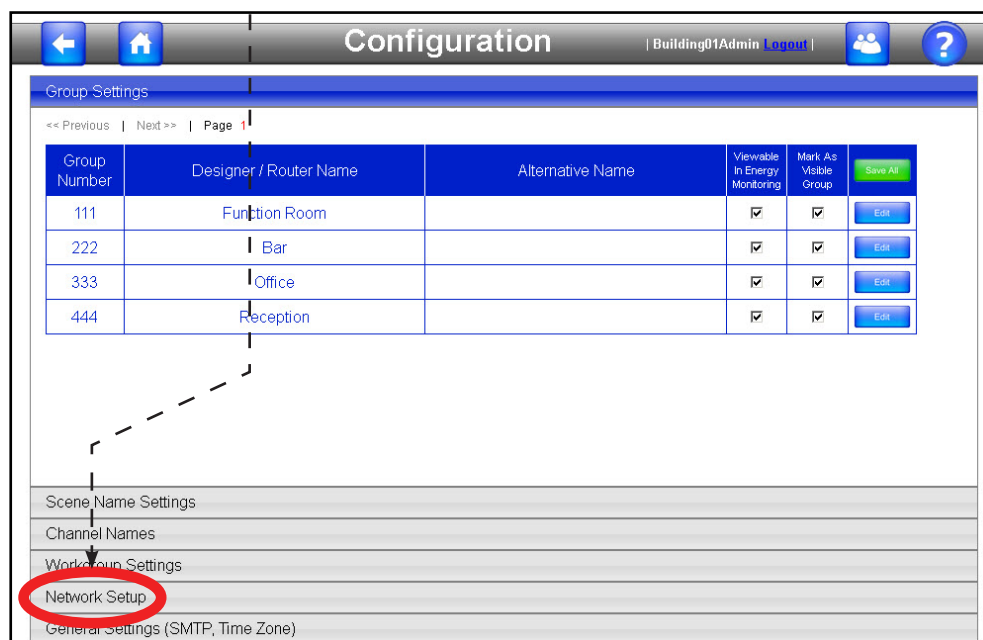 Configuration
| Building01Admin Logout |
?
Group Settings
<< Previous | Next >> | Page 1
Group Number Designer / Router Name Alternative Name Viewable In Energy Monitoring Mark As Visible Group Save All
111 Function Room Edit
222 Bar Edit
333 Office Edit
444 Reception Edit
Scene Name Settings
Channel Names
Workgroup Settings
Network Setup
General Settings (SMTP, Time Zone)